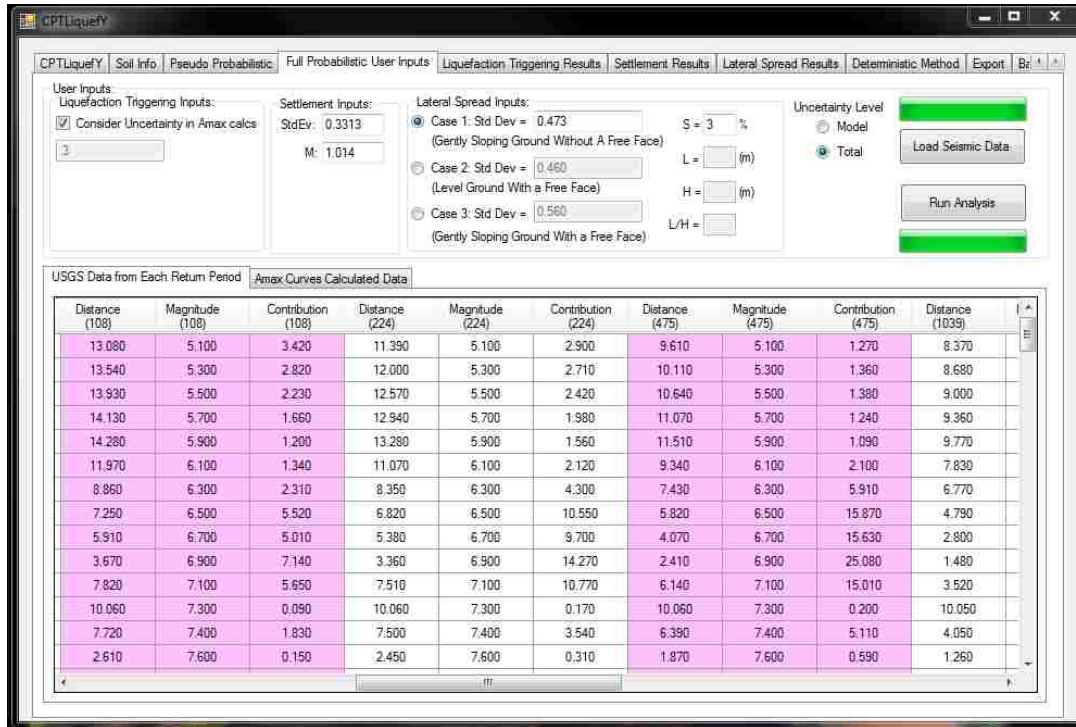 CPTLiquefY
CPTLiquefY Soil Info Pseudo Probabilistic Full Probabilistic User Inputs Liquefaction Triggering Results Settlement Results Lateral Spread Results Deterministic Method Export
User Inputs:
Liquefaction Triggering Inputs:
Consider Uncertainty in Amax calcs
3
Settlement Inputs:
StdEv: 0.3313
M: 1.014
Lateral Spread Inputs:
Case 1: Std Dev = 0.473
(Gently Sloping Ground Without A Free Face)
Case 2: Std Dev = 0.460
(Level Ground With a Free Face)
Case 3: Std Dev = 0.560
(Gently Sloping Ground With a Free Face)
S = 3 %
L = (m)
H = (m)
L/H =
Uncertainty Level
Model
Total
Load Seismic Data
Run Analysis
USGS Data from Each Return Period Amax Curves Calculated Data
Distance (108) Magnitude (108) Contribution (108) Distance (224) Magnitude (224) Contribution (224) Distance (475) Magnitude (475) Contribution (475) Distance (1039)
13.080 5.100 3.420 11.390 5.100 2.900 9.610 5.100 1.270 8.370
13.540 5.300 2.820 12.000 5.300 2.710 10.110 5.300 1.360 8.680
13.930 5.500 2.230 12.570 5.500 2.420 10.640 5.500 1.380 9.000
14.130 5.700 1.660 12.940 5.700 1.980 11.070 5.700 1.240 9.360
14.280 5.900 1.200 13.280 5.900 1.560 11.510 5.900 1.090 9.770
11.970 6.100 1.340 11.070 6.100 2.120 9.340 6.100 2.100 7.830
8.860 6.300 2.310 8.350 6.300 4.300 7.430 6.300 5.910 6.770
7.250 6.500 5.520 6.820 6.500 10.550 5.820 6.500 15.870 4.790
5.910 6.700 5.010 5.380 6.700 9.700 4.070 6.700 15.630 2.800
3.670 6.900 7.140 3.360 6.900 14.270 2.410 6.900 25.080 1.480
7.820 7.100 5.650 7.510 7.100 10.770 6.140 7.100 15.010 3.520
10.060 7.300 0.090 10.060 7.300 0.170 10.060 7.300 0.200 10.050
7.720 7.400 1.830 7.500 7.400 3.540 6.390 7.400 5.110 4.050
2.610 7.600 0.150 2.450 7.600 0.310 1.870 7.600 0.590 1.260